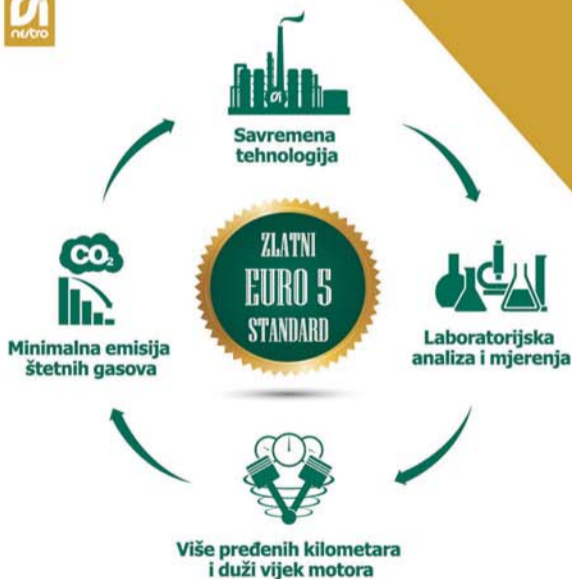 nestro
Savremena
tehnologija
ZLATNI
EURO 5
STANDARD
CO₂
Minimalna emisija
štetnih gasova
Laboratorijska
analiza i mjerenja
Više pređenih kilometara
i duži vijek motora